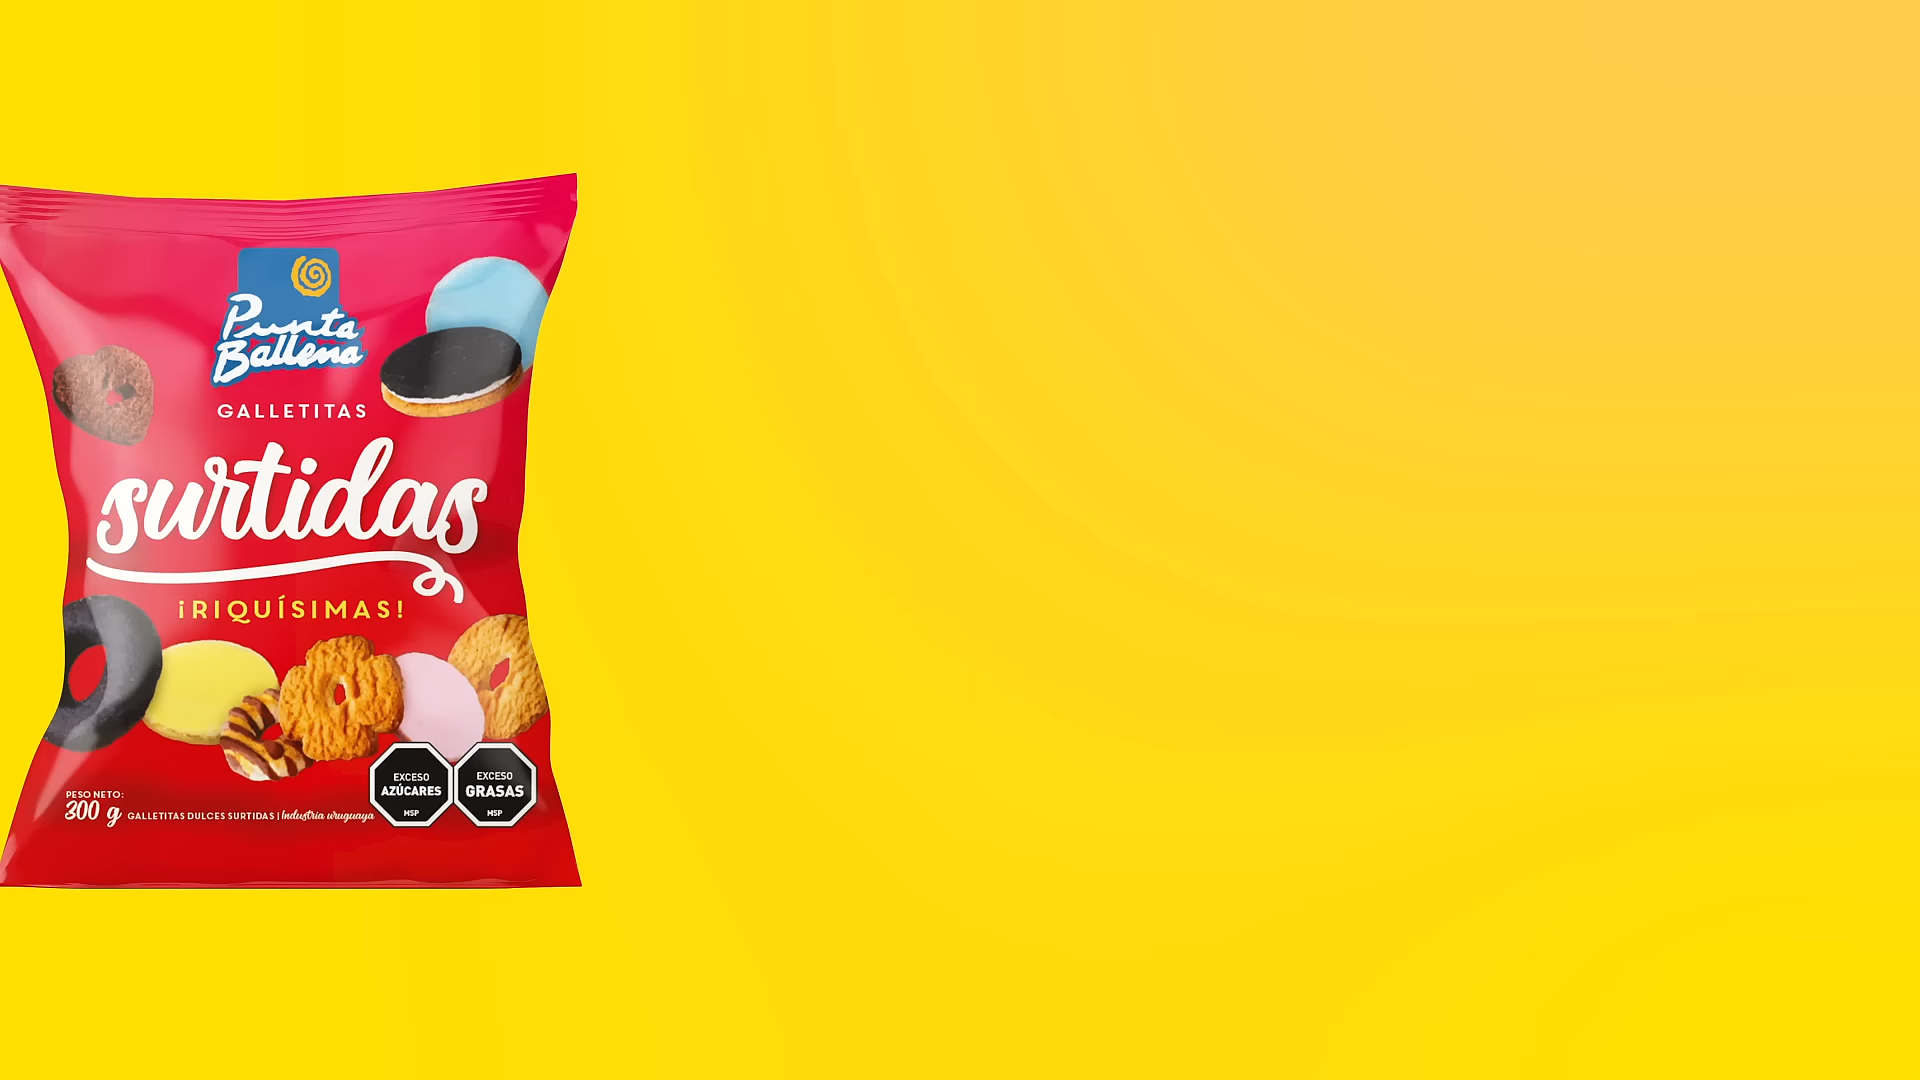 Punta
Ballena
GALLETITAS
surtidas
¡RIQUÍSIMAS!
EXCESO
AZÚCARES
MSP
EXCESO
GRASAS
MSP
PESO NETO:
300 g GALLETITAS DULCES SURTIDAS | Industria uruguaya